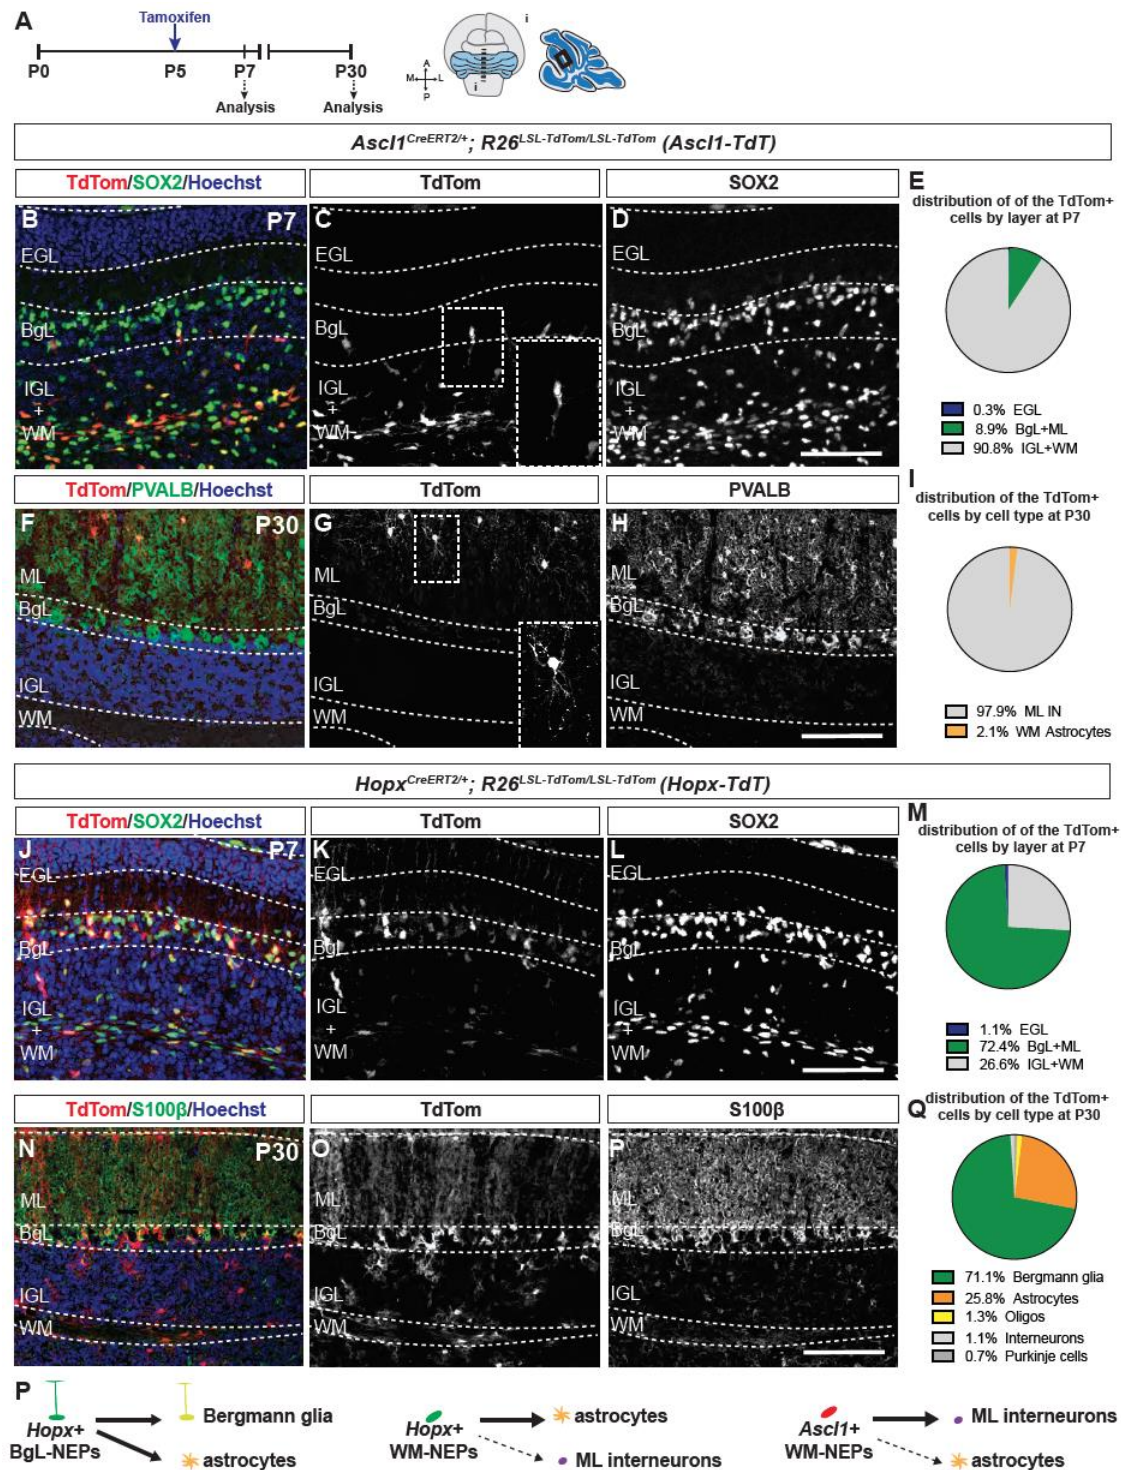 A
Tamoxifen
P0
P5
P7
P30
Analysis
Analysis
A
M
L
P
i
i
Ascl1CreERT2/+; R26LSL-TdTom/LSL-TdTom (Ascl1-TdT)
TdTom/SOX2/Hoechst
TdTom
SOX2
B
P7
EGL
BgL
IGL
+
WM
C
EGL
BgL
IGL
+
WM
D
EGL
BgL
IGL
+
WM
E
distribution of of the TdTom+
cells by layer at P7
0.3% EGL
8.9% BgL+ML
90.8% IGL+WM
TdTom/PVALB/Hoechst
TdTom
PVALB
F
P30
ML
BgL
IGL
WM
G
ML
BgL
IGL
WM
H
ML
BgL
IGL
WM
I
distribution of the TdTom+
cells by cell type at P30
97.9% ML IN
2.1% WM Astrocytes
HopxCreERT2/+; R26LSL-TdTom/LSL-TdTom (Hopx-TdT)
TdTom/SOX2/Hoechst
TdTom
SOX2
J
P7
EGL
BgL
IGL
+
WM
K
EGL
BgL
IGL
+
WM
L
EGL
BgL
IGL
+
WM
M
distribution of of the TdTom+
cells by layer at P7
1.1% EGL
72.4% BgL+ML
26.6% IGL+WM
TdTom/S100β/Hoechst
TdTom
S100β
N
P30
ML
BgL
IGL
WM
O
ML
BgL
IGL
WM
P
ML
BgL
IGL
WM
Q
distribution of the TdTom+
cells by cell type at P30
71.1% Bergmann glia
25.8% Astrocytes
1.3% Oligos
1.1% Interneurons
0.7% Purkinje cells
P
Hopx+
BgL-NEPs
Bergmann glia
astrocytes
Hopx+
WM-NEPs
astrocytes
ML interneurons
Ascl1+
WM-NEPs
ML interneurons
astrocytes